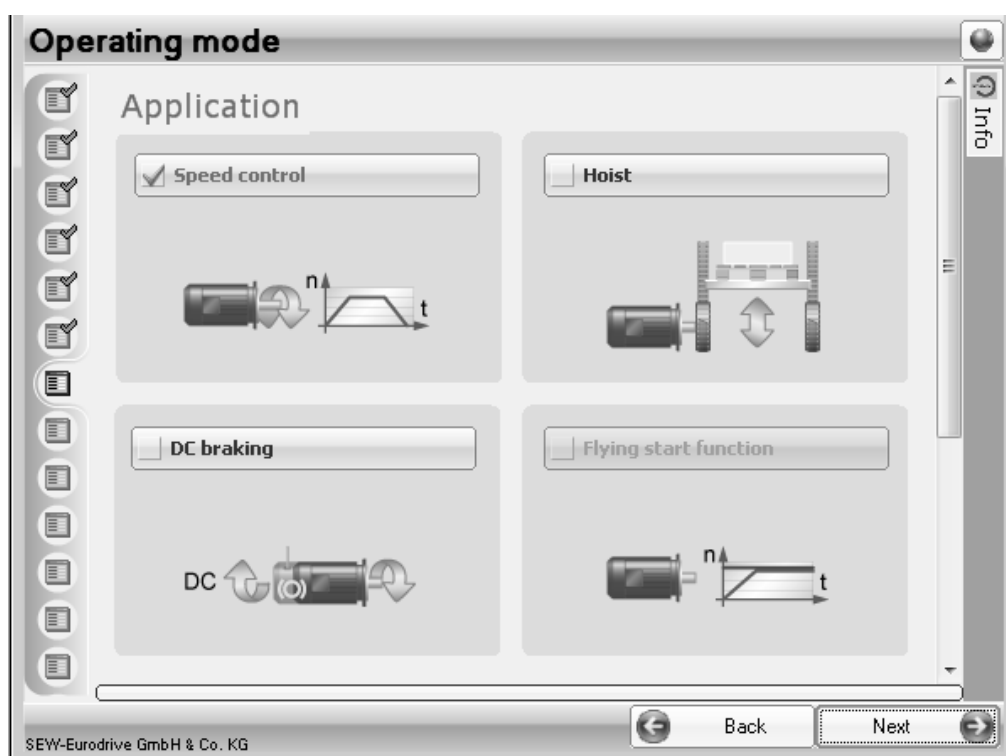 Operating mode
Info
Application
Speed control
Hoist
n
t
DC braking
Flying start function
DC
n
t
Back
Next
SEW-Eurodrive GmbH & Co. KG